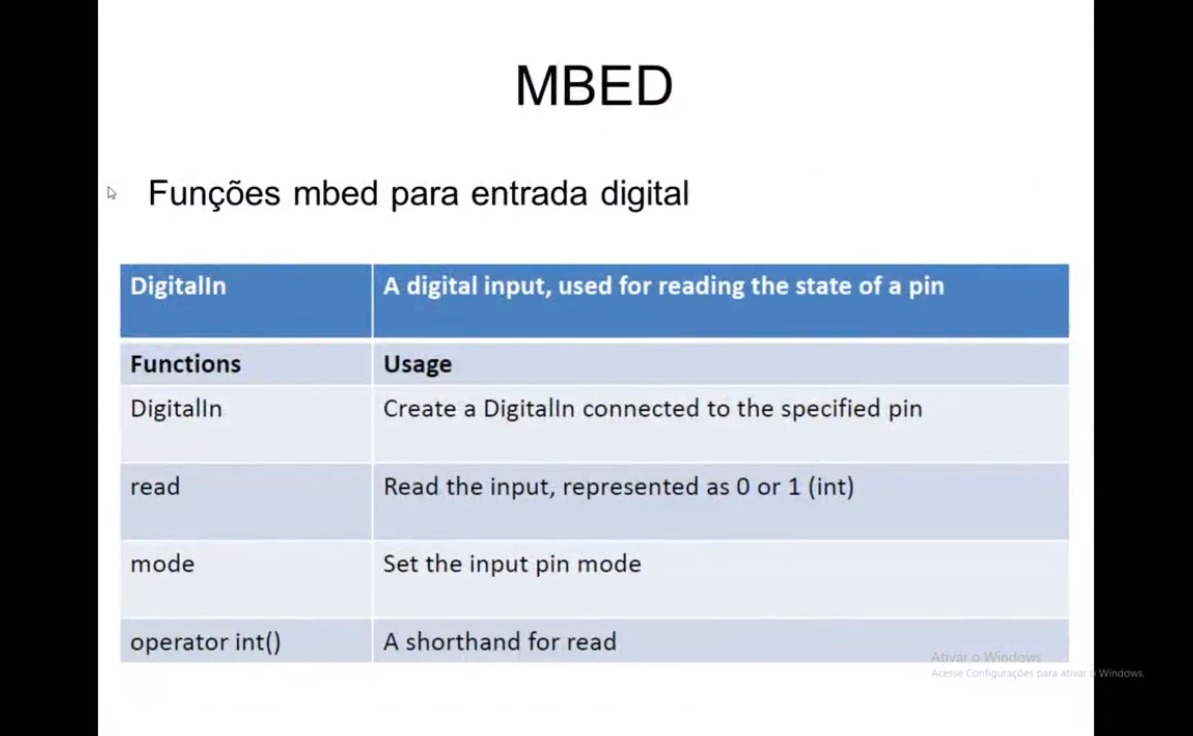 MBED
Funções mbed para entrada digital
DigitalIn A digital input, used for reading the state of a pin
Functions Usage
DigitalIn Create a DigitalIn connected to the specified pin
read Read the input, represented as 0 or 1 (int)
mode Set the input pin mode
operator int() A shorthand for read
Ativar o Windows
Acesse Configurações para ativar o Windows.